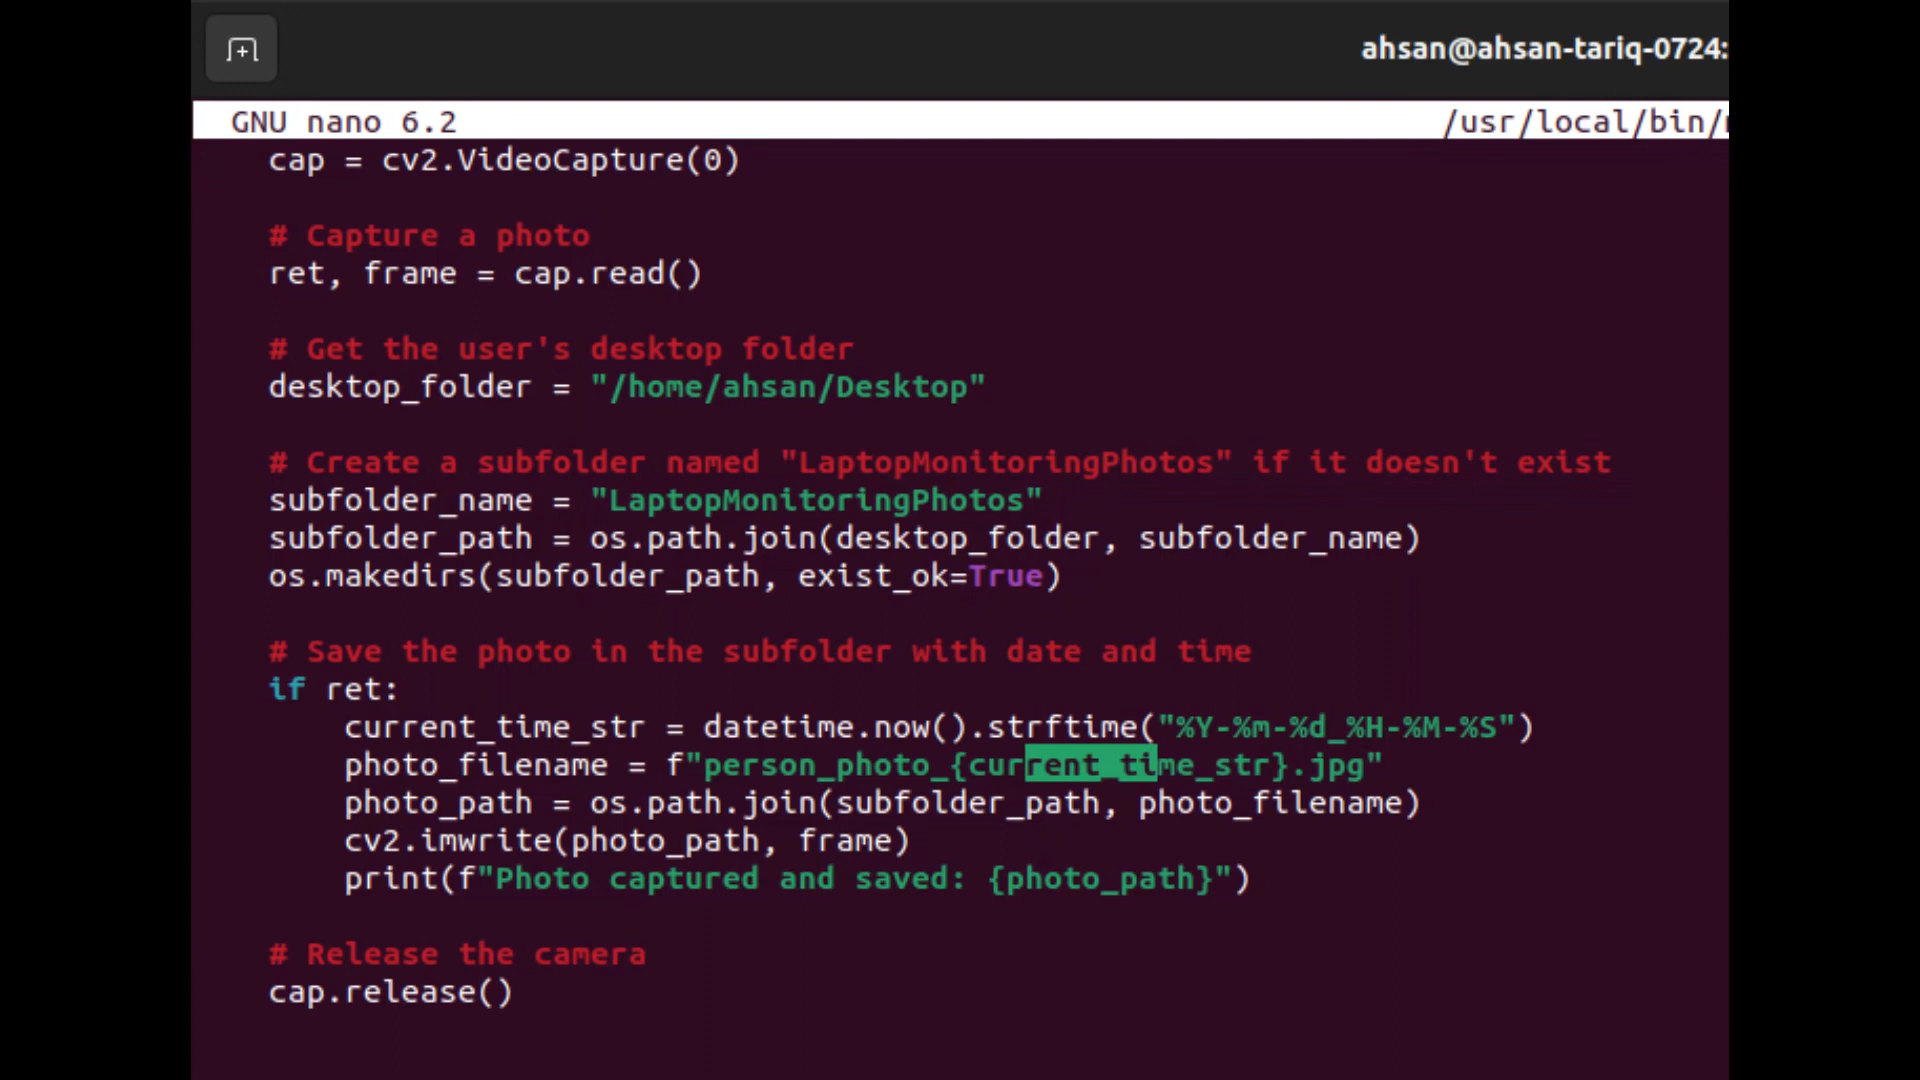 ahsan@ahsan-tariq-0724:
GNU nano 6.2 /usr/local/bin/
cap = cv2.VideoCapture(0)
# Capture a photo
ret, frame = cap.read()
# Get the user's desktop folder
desktop_folder = "/home/ahsan/Desktop"
# Create a subfolder named "LaptopMonitoringPhotos" if it doesn't exist
subfolder_name = "LaptopMonitoringPhotos"
subfolder_path = os.path.join(desktop_folder, subfolder_name)
os.makedirs(subfolder_path, exist_ok=True)
# Save the photo in the subfolder with date and time
if ret:
current_time_str = datetime.now().strftime("%Y-%m-%d_%H-%M-%S")
photo_filename = f"person_photo_{current_time_str}.jpg"
photo_path = os.path.join(subfolder_path, photo_filename)
cv2.imwrite(photo_path, frame)
print(f"Photo captured and saved: {photo_path}")
# Release the camera
cap.release()